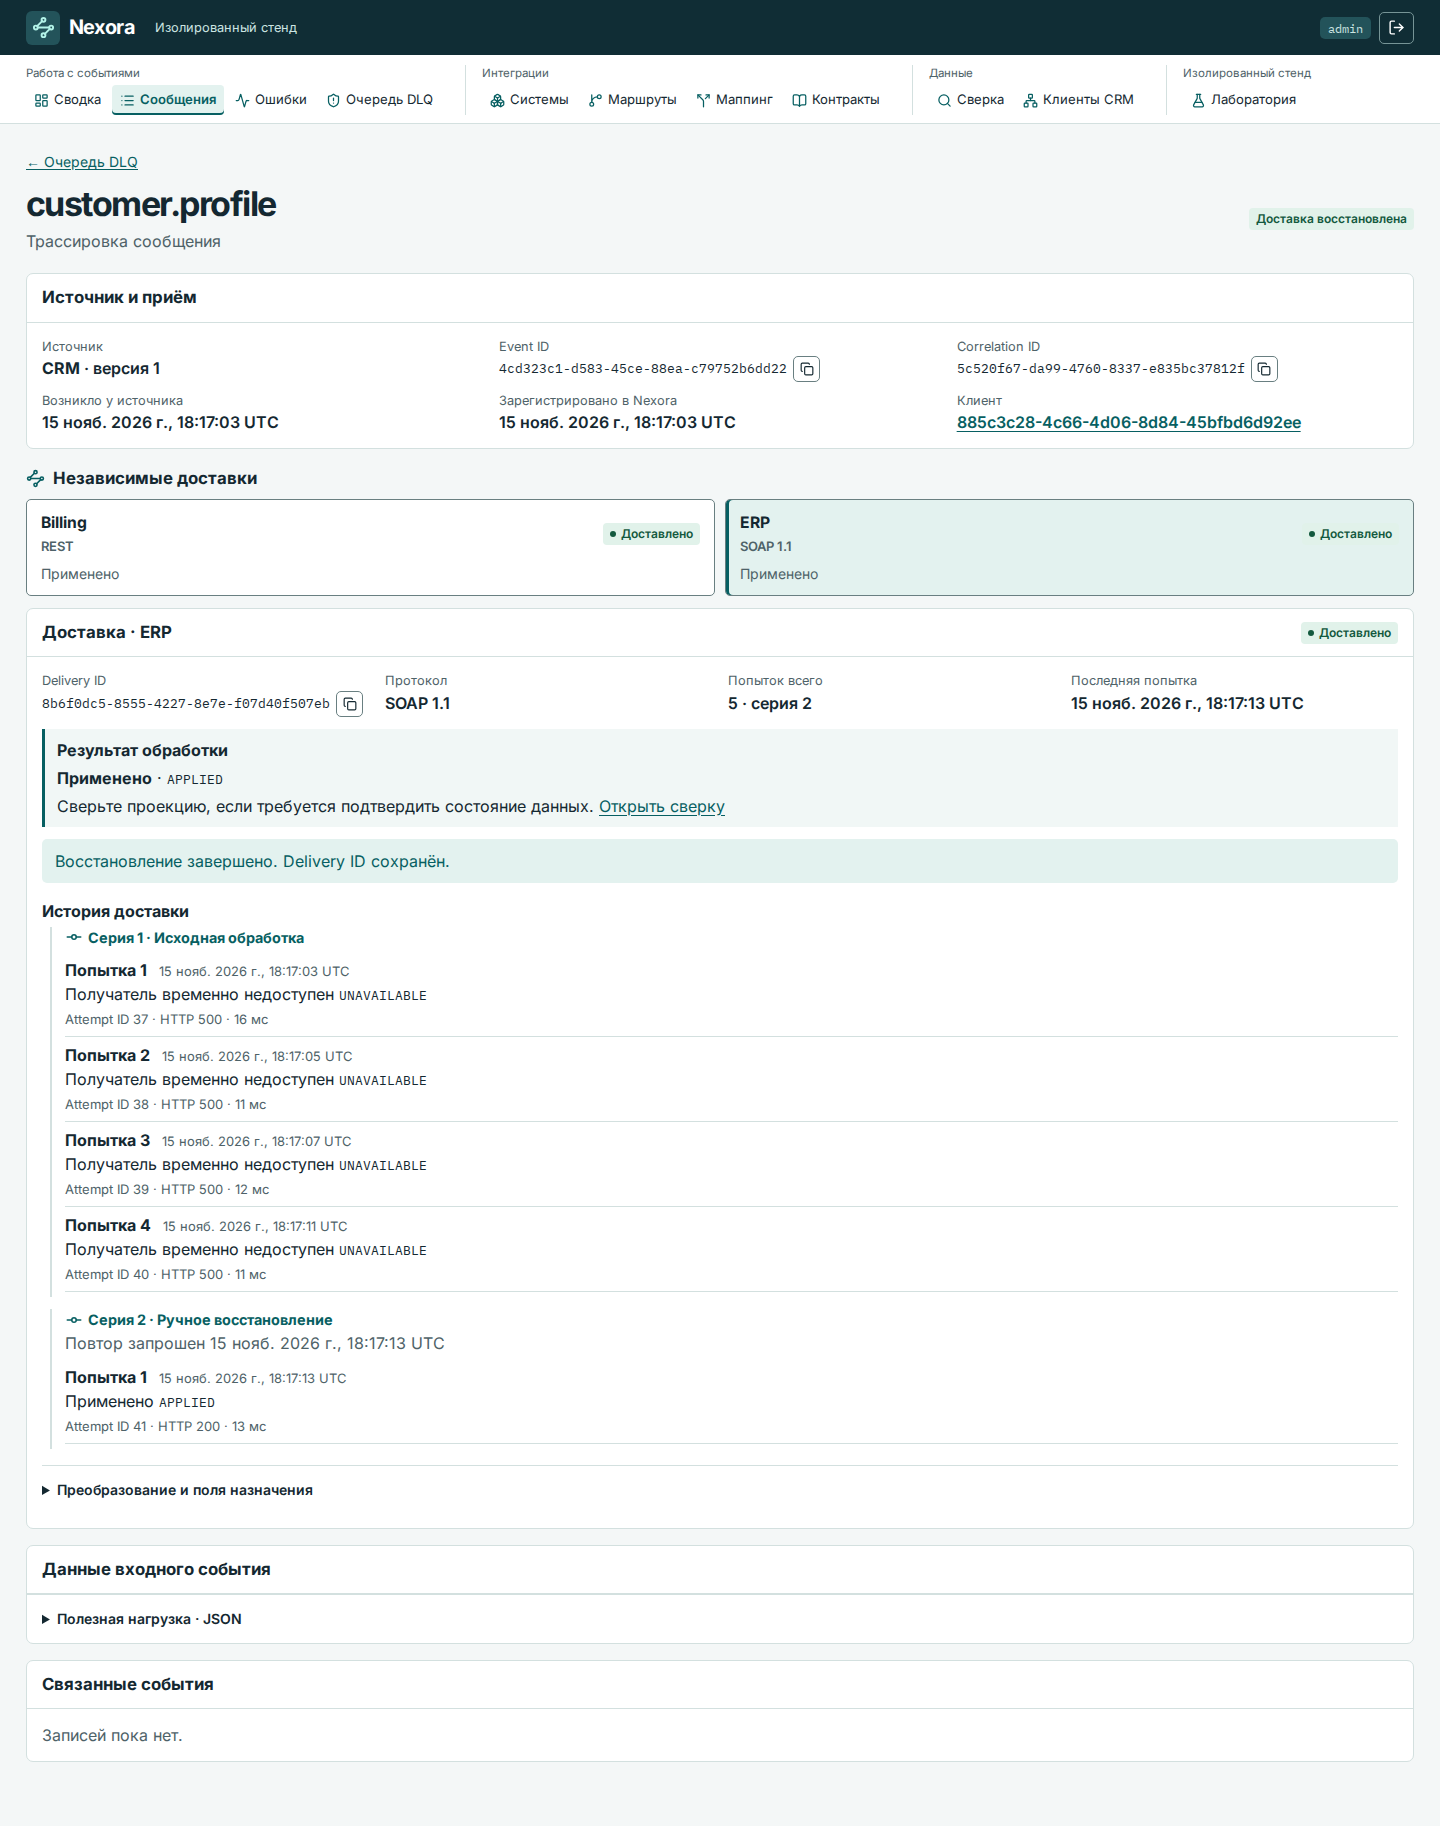 Nexora
Изолированный стенд
admin
Работа с событиями
Сводка
Сообщения
Ошибки
Очередь DLQ
Интеграции
Системы
Маршруты
Маппинг
Контракты
Данные
Сверка
Клиенты CRM
Изолированный стенд
Лаборатория
← Очередь DLQ
customer.profile
Трассировка сообщения
Доставка восстановлена
Источник и приём
Источник
CRM · версия 1
Event ID
4cd323c1-d583-45ce-88ea-c79752b6dd22
Correlation ID
5c520f67-da99-4760-8337-e835bc37812f
Возникло у источника
15 нояб. 2026 г., 18:17:03 UTC
Зарегистрировано в Nexora
15 нояб. 2026 г., 18:17:03 UTC
Клиент
885c3c28-4c66-4d06-8d84-45bfbd6d92ee
Независимые доставки
Billing
REST
Применено
Доставлено
ERP
SOAP 1.1
Применено
Доставлено
Доставка · ERP
Доставлено
Delivery ID
8b6f0dc5-8555-4227-8e7e-f07d40f507eb
Протокол
SOAP 1.1
Попыток всего
5 · серия 2
Последняя попытка
15 нояб. 2026 г., 18:17:13 UTC
Результат обработки
Применено · APPLIED
Сверьте проекцию, если требуется подтвердить состояние данных. Открыть сверку
Восстановление завершено. Delivery ID сохранён.
История доставки
Серия 1 · Исходная обработка
Попытка 1 15 нояб. 2026 г., 18:17:03 UTC
Получатель временно недоступен UNAVAILABLE
Attempt ID 37 · HTTP 500 · 16 мс
Попытка 2 15 нояб. 2026 г., 18:17:05 UTC
Получатель временно недоступен UNAVAILABLE
Attempt ID 38 · HTTP 500 · 11 мс
Попытка 3 15 нояб. 2026 г., 18:17:07 UTC
Получатель временно недоступен UNAVAILABLE
Attempt ID 39 · HTTP 500 · 12 мс
Попытка 4 15 нояб. 2026 г., 18:17:11 UTC
Получатель временно недоступен UNAVAILABLE
Attempt ID 40 · HTTP 500 · 11 мс
Серия 2 · Ручное восстановление
Повтор запрошен 15 нояб. 2026 г., 18:17:13 UTC
Попытка 1 15 нояб. 2026 г., 18:17:13 UTC
Применено APPLIED
Attempt ID 41 · HTTP 200 · 13 мс
Преобразование и поля назначения
Данные входного события
Полезная нагрузка · JSON
Связанные события
Записей пока нет.